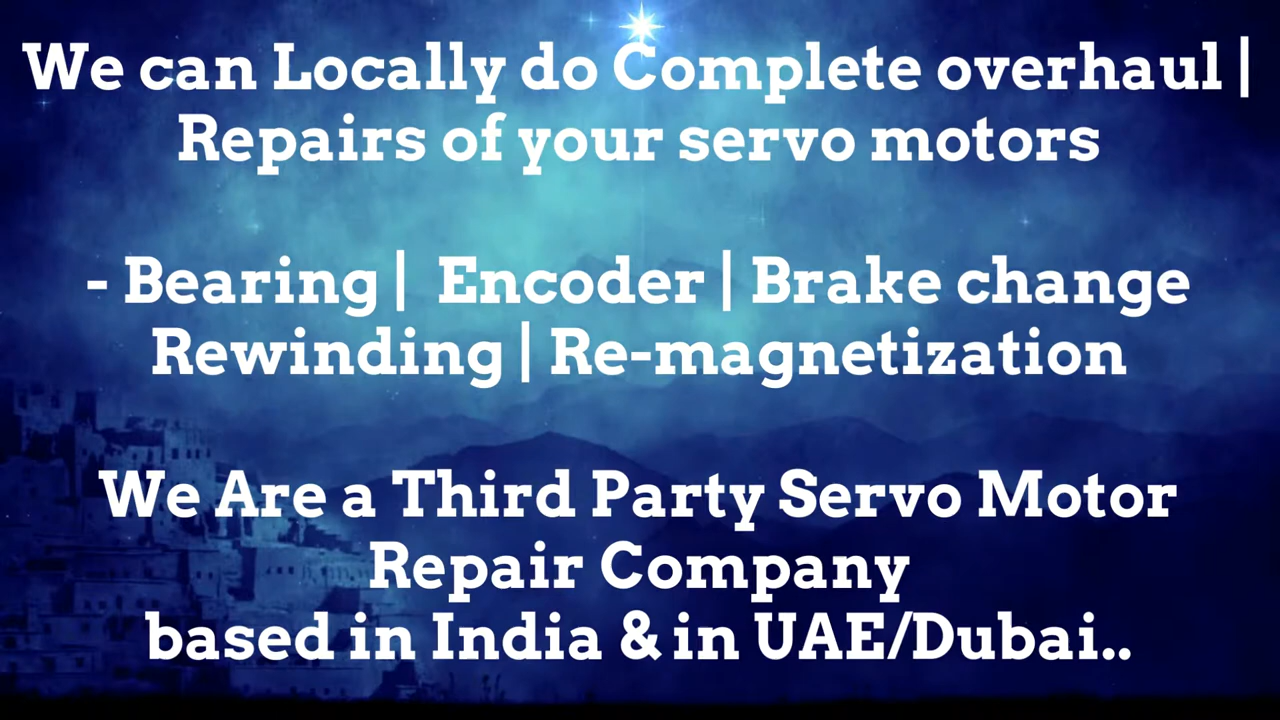 We can Locally do Complete overhaul |
Repairs of your servo motors
- Bearing | Encoder | Brake change
Rewinding | Re-magnetization
We Are a Third Party Servo Motor
Repair Company
based in India & in UAE/Dubai..